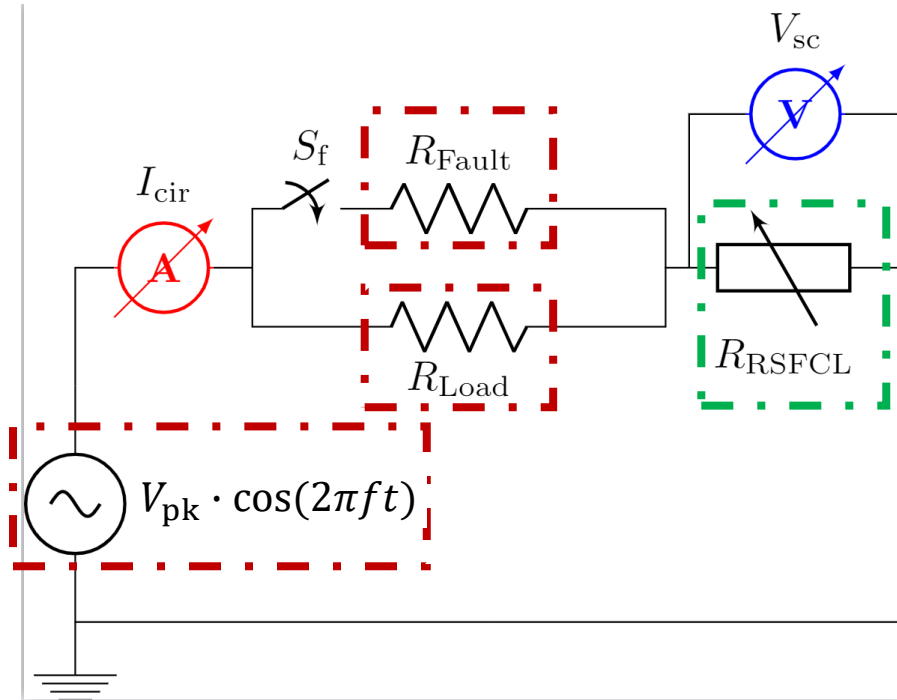 V_sc
V
S_f
R_Fault
I_cir
A
R_Load
R_RSFCL
V_pk · cos(2πft)